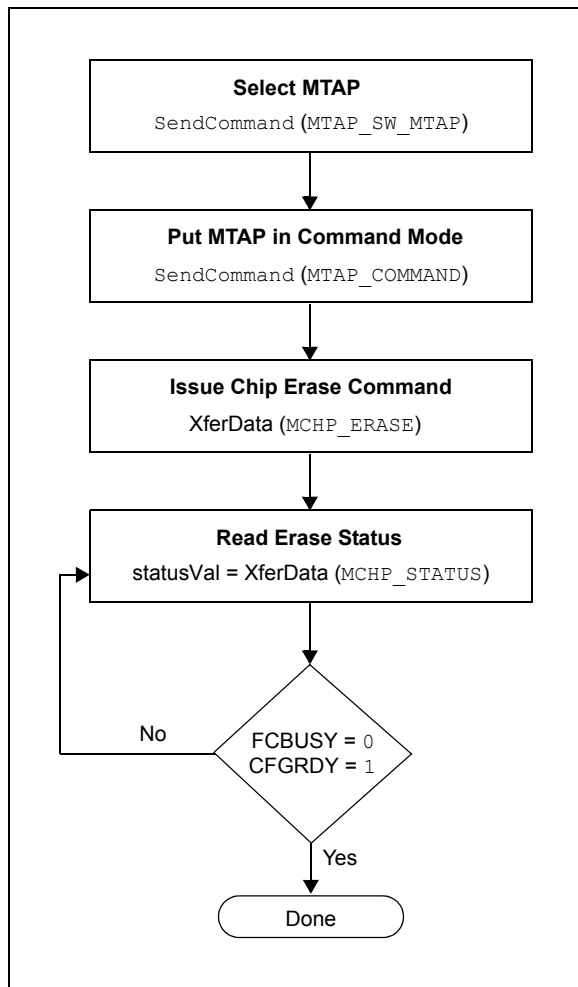 Select MTAP
SendCommand (MTAP_SW_MTAP)
Put MTAP in Command Mode
SendCommand (MTAP_COMMAND)
Issue Chip Erase Command
XferData (MCHP_ERASE)
Read Erase Status
statusVal = XferData (MCHP_STATUS)
No
FCBUSY = 0
CFGRDY = 1
Yes
Done